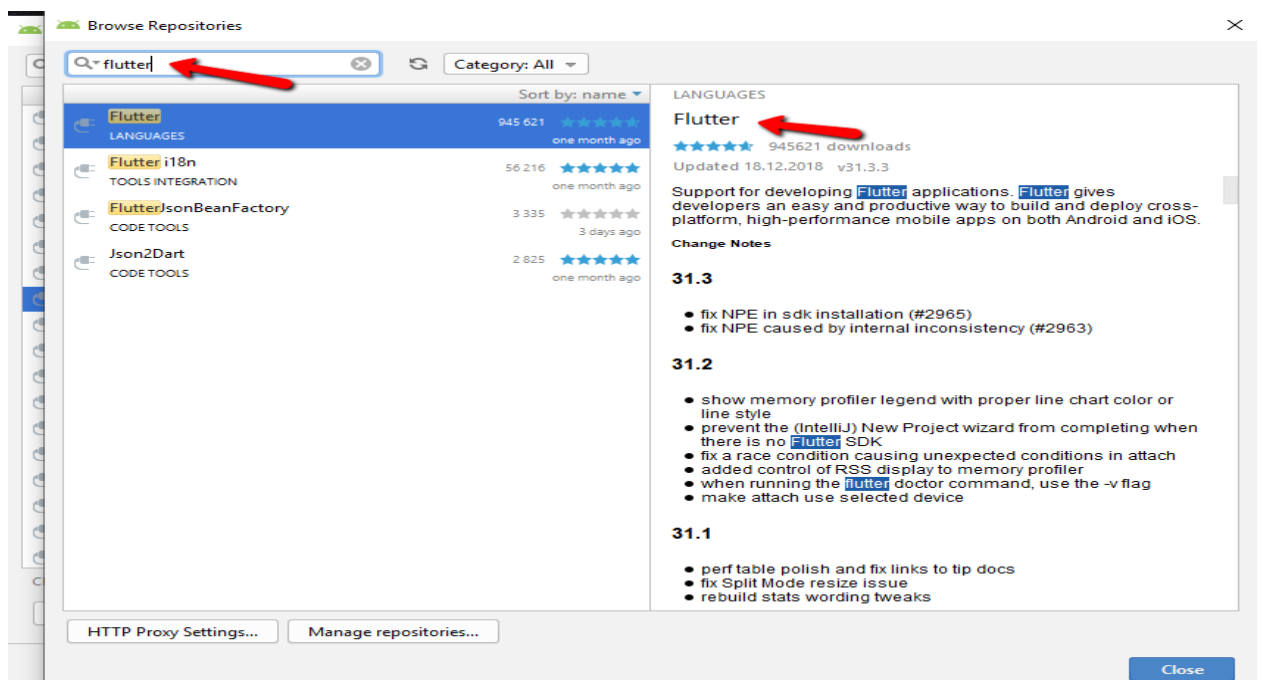 Browse Repositories
flutter
Category: All
Sort by: name
Flutter
945 621
LANGUAGES
one month ago
Flutter i18n
56 216
TOOLS INTEGRATION
one month ago
FlutterJsonBeanFactory
3 335
CODE TOOLS
3 days ago
Json2Dart
2 825
CODE TOOLS
one month ago
LANGUAGES
Flutter
945621 downloads
Updated 18.12.2018 v31.3.3
Support for developing Flutter applications. Flutter gives
developers an easy and productive way to build and deploy cross-
platform, high-performance mobile apps on both Android and iOS.
Change Notes
31.3
● fix NPE in sdk installation (#2965)
● fix NPE caused by internal inconsistency (#2963)
31.2
● show memory profiler legend with proper line chart color or
line style
● prevent the (IntelliJ) New Project wizard from completing when
there is no Flutter SDK
● fix a race condition causing unexpected conditions in attach
● added control of RSS display to memory profiler
● when running the flutter doctor command, use the -v flag
● make attach use selected device
31.1
● perf table polish and fix links to tip docs
● fix Split Mode resize issue
● rebuild stats wording tweaks
HTTP Proxy Settings...
Manage repositories...
Close